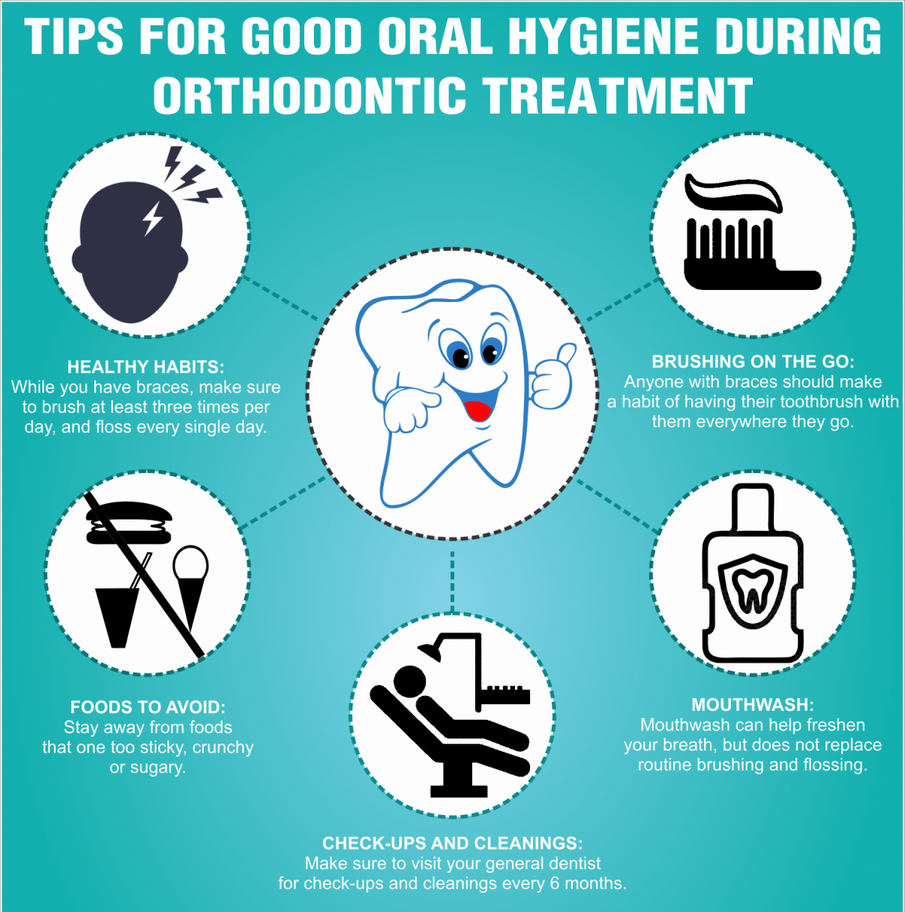 TIPS FOR GOOD ORAL HYGIENE DURING
ORTHODONTIC TREATMENT
HEALTHY HABITS:
While you have braces, make sure
to brush at least three times per
day, and floss every single day.
BRUSHING ON THE GO:
Anyone with braces should make
a habit of having their toothbrush with
them everywhere they go.
FOODS TO AVOID:
Stay away from foods
that one too sticky, crunchy
or sugary.
MOUTHWASH:
Mouthwash can help freshen
your breath, but does not replace
routine brushing and flossing.
CHECK-UPS AND CLEANINGS:
Make sure to visit your general dentist
for check-ups and cleanings every 6 months.